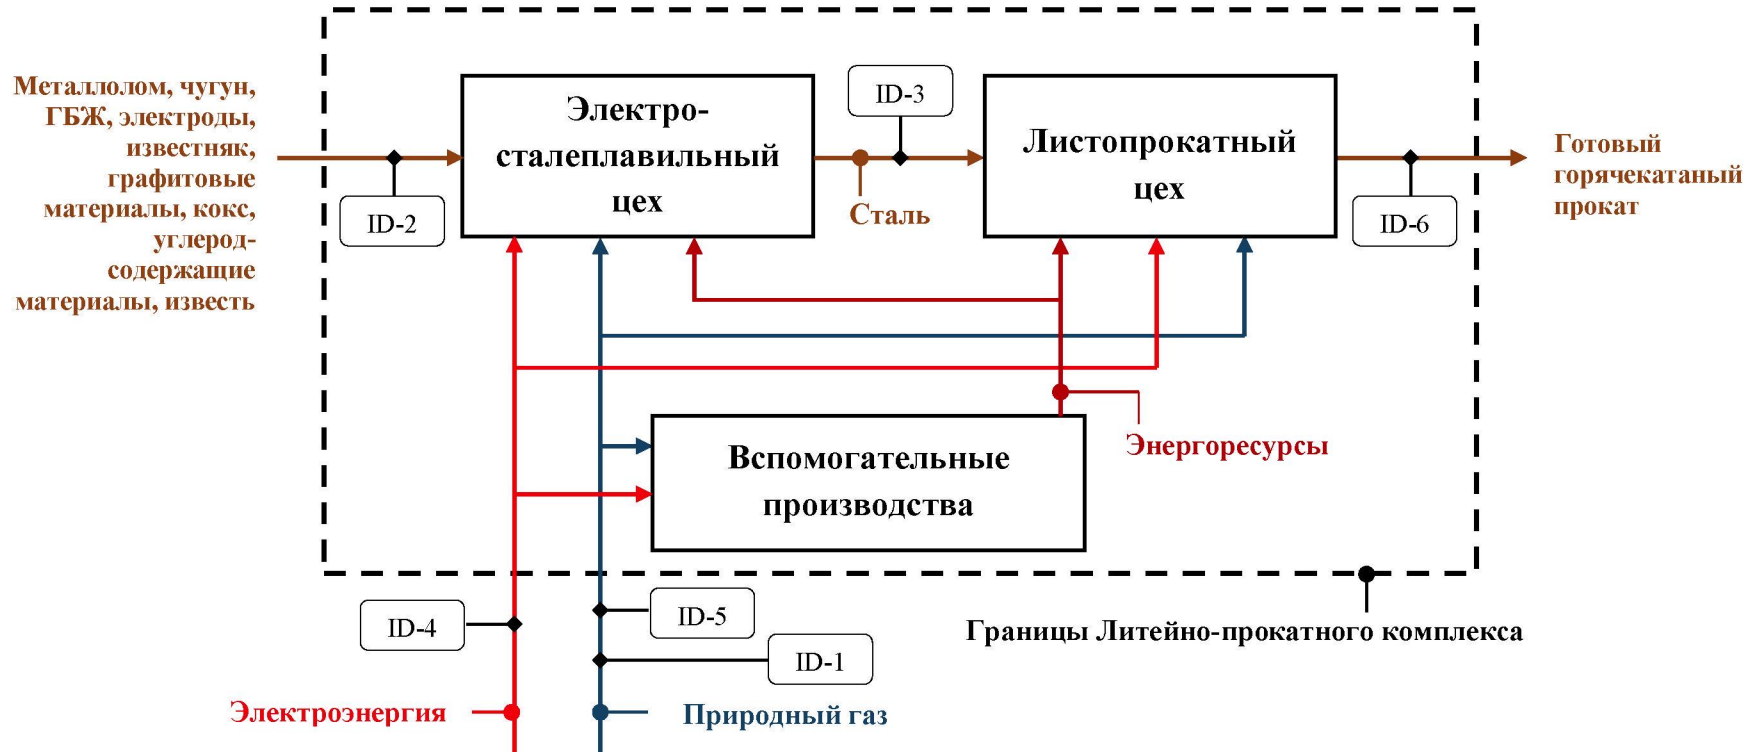 Металлолом, чугун,
ГБЖ, электроды,
известняк,
графитовые
материалы, кокс,
углерод-
содержащие
материалы, известь
ID-2
Электро-
сталеплавильный
цех
ID-3
Сталь
Листопрокатный
цех
ID-6
Готовый
горячекатаный
прокат
Энергоресурсы
Вспомогательные
производства
ID-4
ID-5
ID-1
Границы Литейно-прокатного комплекса
Электроэнергия
Природный газ